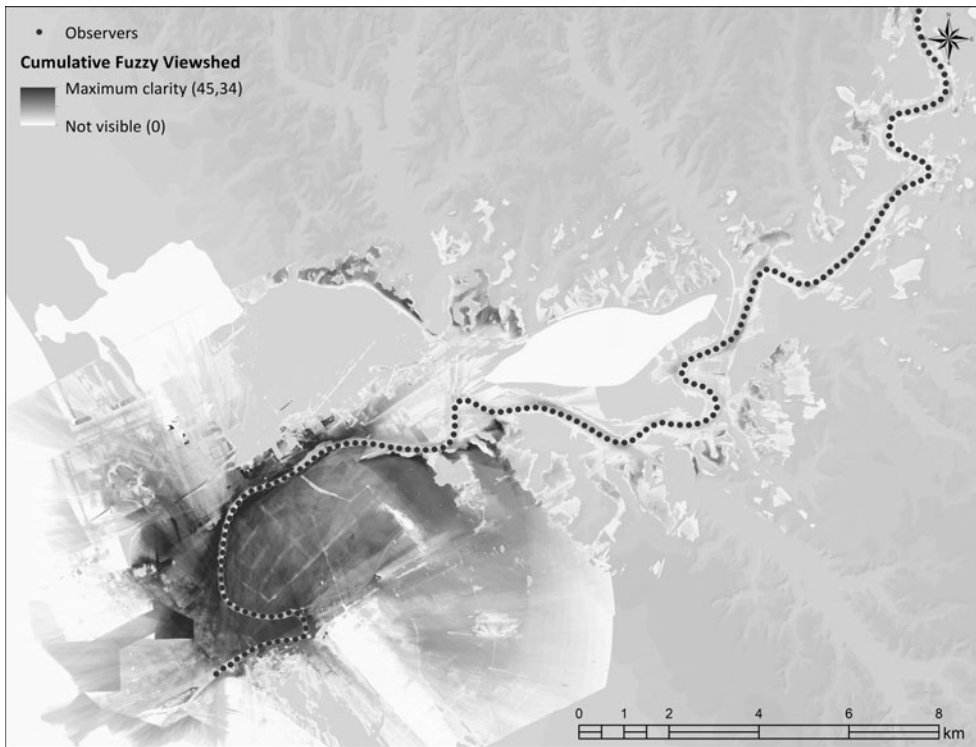 Observers
Cumulative Fuzzy Viewshed
Maximum clarity (45,34)
Not visible (0)
N
0 1 2 4 6 8
km